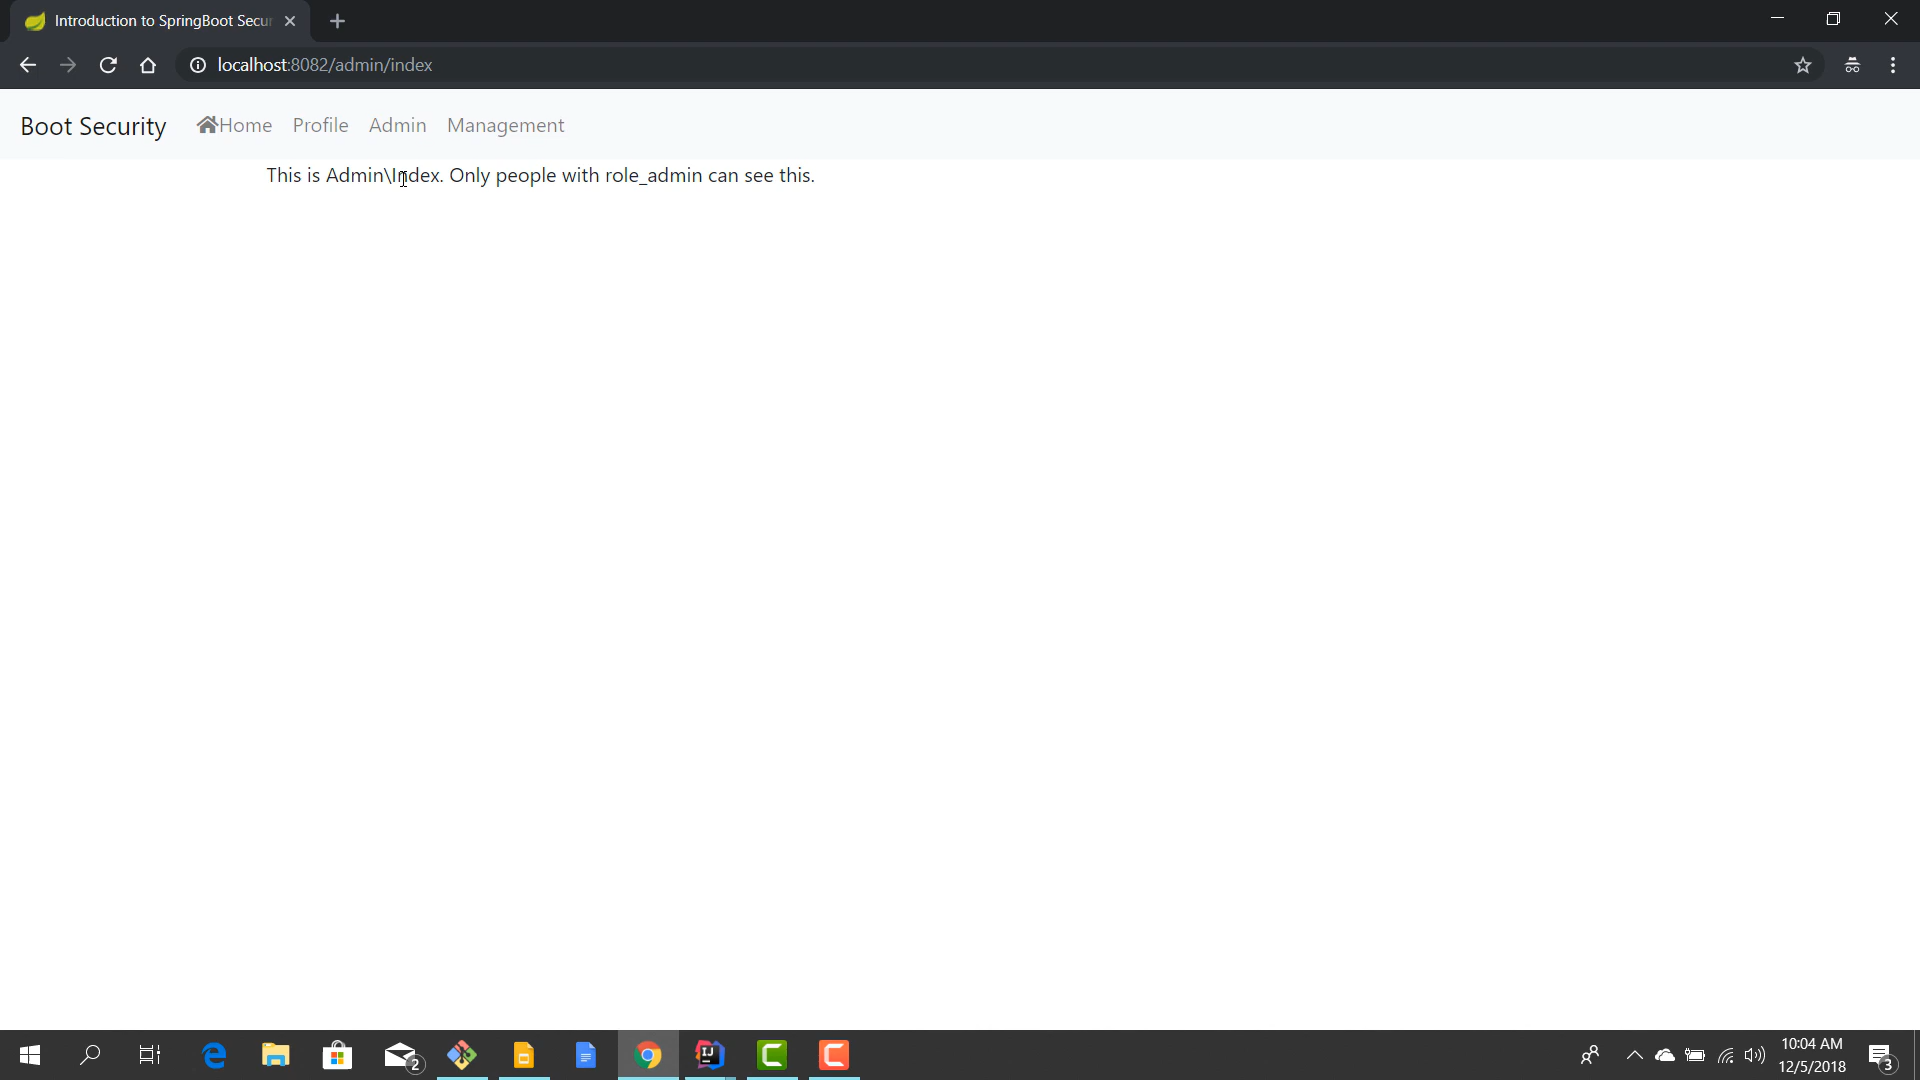 Introduction to SpringBoot Secur
localhost:8082/admin/index
Boot Security
Home
Profile
Admin
Management
This is Admin\Index. Only people with role_admin can see this.
2
IJ
10:04 AM
12/5/2018
3